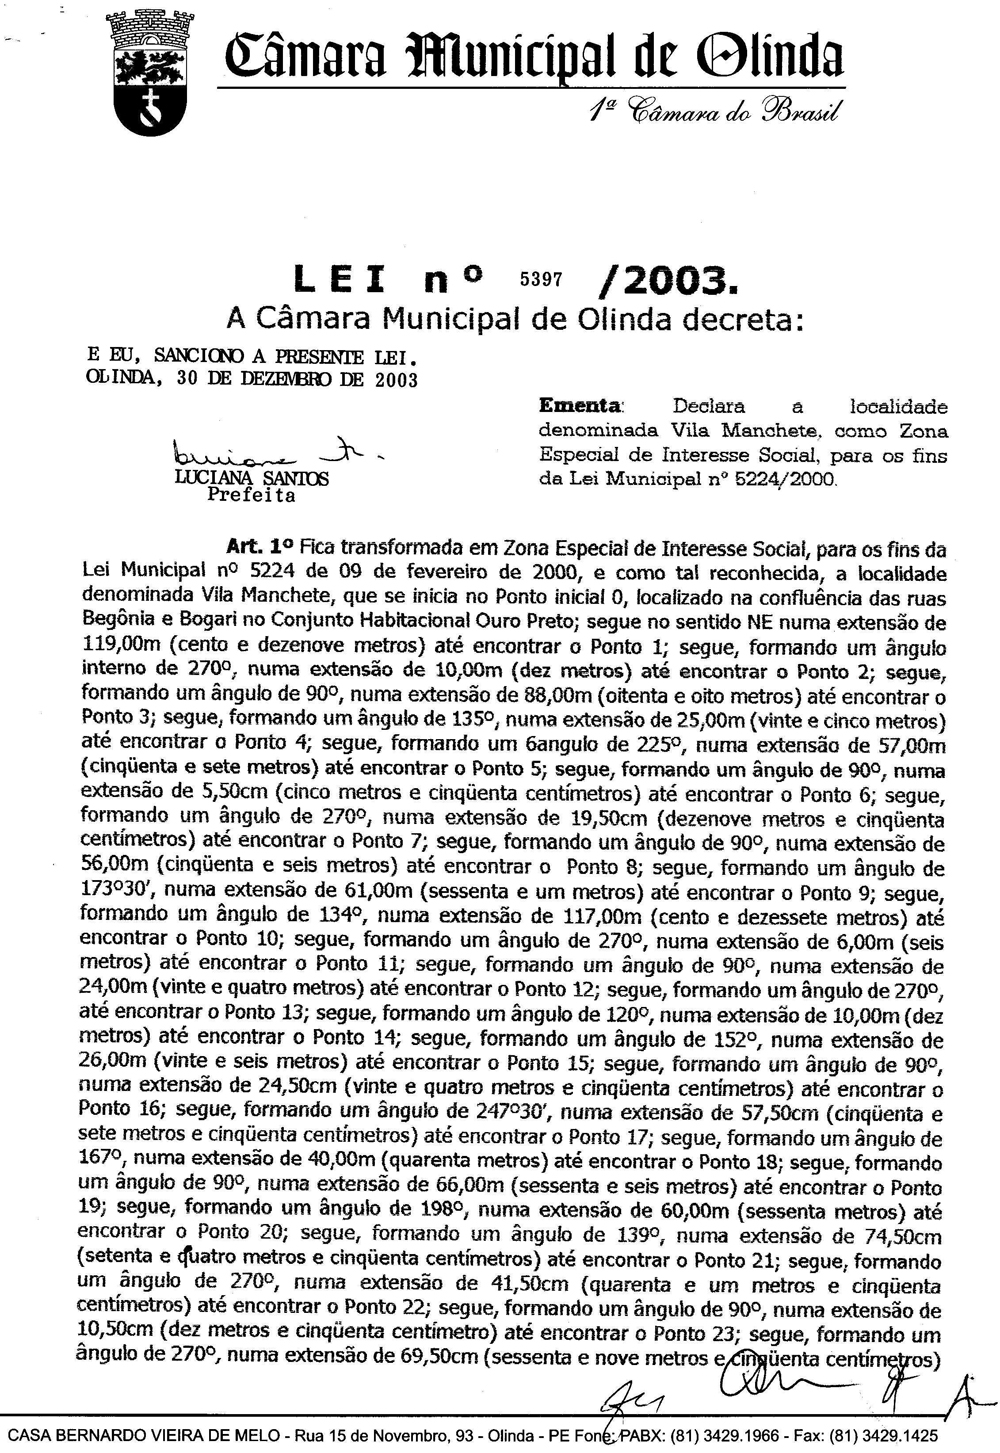 Câmara Municipal de Olinda
1ª Câmara do Brasil
LEI nº 5397 /2003.
A Câmara Municipal de Olinda decreta:
E EU, SANCIONO A PRESENTE LEI.
OLINDA, 30 DE DEZEMBRO DE 2003
LUCIANA SANTOS
Prefeita
Ementa: Declara a localidade
denominada Vila Manchete, como Zona
Especial de Interesse Social, para os fins
da Lei Municipal nº 5224/2000.
Art. 1º Fica transformada em Zona Especial de Interesse Social, para os fins da
Lei Municipal nº 5224 de 09 de fevereiro de 2000, e como tal reconhecida, a localidade
denominada Vila Manchete, que se inicia no Ponto inicial 0, localizado na confluência das ruas
Begônia e Bogari no Conjunto Habitacional Ouro Preto; segue no sentido NE numa extensão de
119,00m (cento e dezenove metros) até encontrar o Ponto 1; segue, formando um ângulo
interno de 270º, numa extensão de 10,00m (dez metros) até encontrar o Ponto 2; segue,
formando um ângulo de 90º, numa extensão de 88,00m (oitenta e oito metros) até encontrar o
Ponto 3; segue, formando um ângulo de 135º, numa extensão de 25,00m (vinte e cinco metros)
até encontrar o Ponto 4; segue, formando um 6angulo de 225º, numa extensão de 57,00m
(cinqüenta e sete metros) até encontrar o Ponto 5; segue, formando um ângulo de 90º, numa
extensão de 5,50cm (cinco metros e cinqüenta centímetros) até encontrar o Ponto 6; segue,
formando um ângulo de 270º, numa extensão de 19,50cm (dezenove metros e cinqüenta
centímetros) até encontrar o Ponto 7; segue, formando um ângulo de 90º, numa extensão de
56,00m (cinqüenta e seis metros) até encontrar o Ponto 8; segue, formando um ângulo de
173º30', numa extensão de 61,00m (sessenta e um metros) até encontrar o Ponto 9; segue,
formando um ângulo de 134º, numa extensão de 117,00m (cento e dezessete metros) até
encontrar o Ponto 10; segue, formando um ângulo de 270º, numa extensão de 6,00m (seis
metros) até encontrar o Ponto 11; segue, formando um ângulo de 90º, numa extensão de
24,00m (vinte e quatro metros) até encontrar o Ponto 12; segue, formando um ângulo de 270º,
até encontrar o Ponto 13; segue, formando um ângulo de 120º, numa extensão de 10,00m (dez
metros) até encontrar o Ponto 14; segue, formando um ângulo de 152º, numa extensão de
26,00m (vinte e seis metros) até encontrar o Ponto 15; segue, formando um ângulo de 90º,
numa extensão de 24,50cm (vinte e quatro metros e cinqüenta centímetros) até encontrar o
Ponto 16; segue, formando um ângulo de 247º30', numa extensão de 57,50cm (cinqüenta e
sete metros e cinqüenta centímetros) até encontrar o Ponto 17; segue, formando um ângulo de
167º, numa extensão de 40,00m (quarenta metros) até encontrar o Ponto 18; segue, formando
um ângulo de 90º, numa extensão de 66,00m (sessenta e seis metros) até encontrar o Ponto
19; segue, formando um ângulo de 198º, numa extensão de 60,00m (sessenta metros) até
encontrar o Ponto 20; segue, formando um ângulo de 139º, numa extensão de 74,50cm
(setenta e quatro metros e cinqüenta centímetros) até encontrar o Ponto 21; segue, formando
um ângulo de 270º, numa extensão de 41,50cm (quarenta e um metros e cinqüenta
centímetros) até encontrar o Ponto 22; segue, formando um ângulo de 90º, numa extensão de
10,50cm (dez metros e cinqüenta centímetro) até encontrar o Ponto 23; segue, formando um
ângulo de 270º, numa extensão de 69,50cm (sessenta e nove metros e cinqüenta centímetros)
CASA BERNARDO VIEIRA DE MELO - Rua 15 de Novembro, 93 - Olinda - PE Fone: PABX: (81) 3429.1966 - Fax: (81) 3429.1425